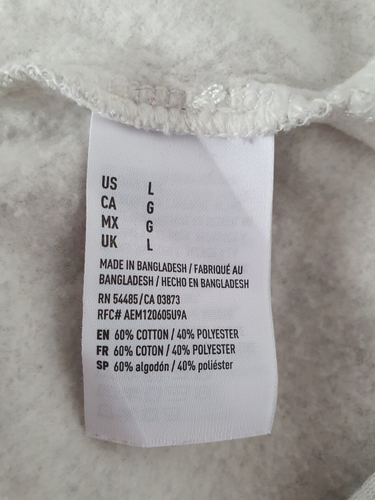 US L
CA G
MX G
UK L
MADE IN BANGLADESH / FABRIQUÉ AU
BANGLADESH / HECHO EN BANGLADESH
RN 54485/CA 03873
RFC# AEM120605U9A
EN 60% COTTON / 40% POLYESTER
FR 60% COTON / 40% POLYESTER
SP 60% algodón / 40% poliéster